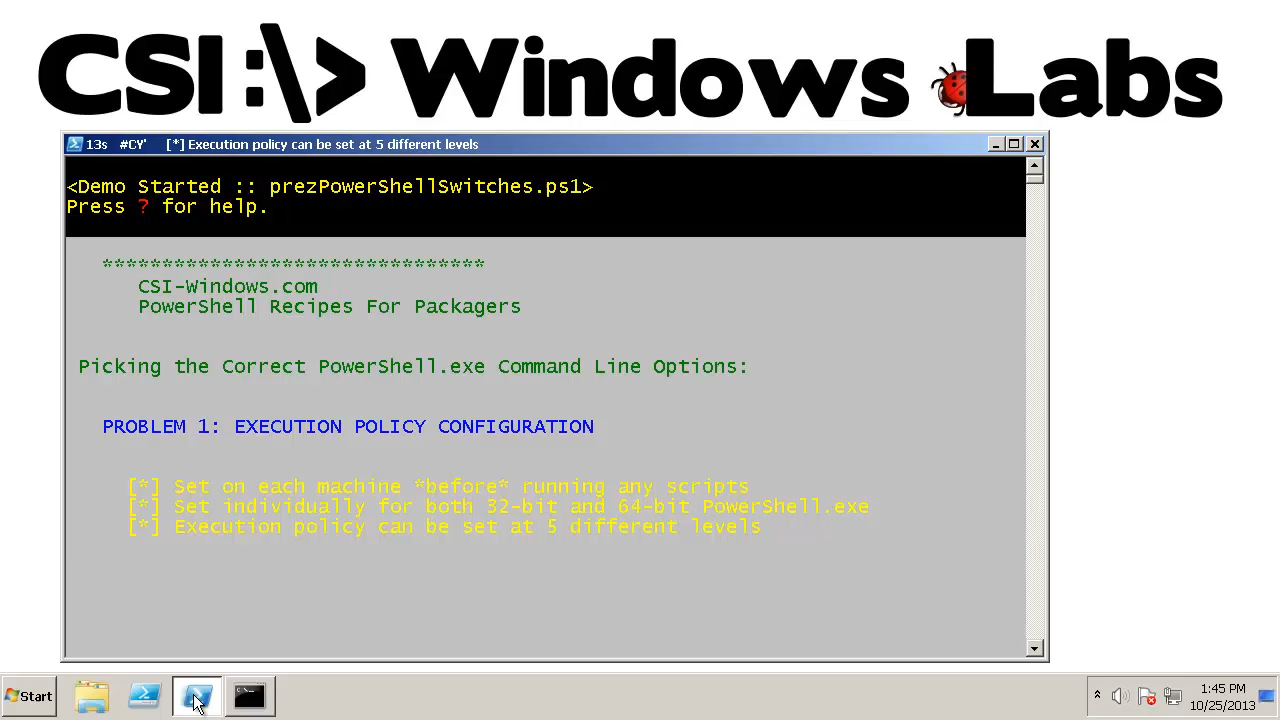 CSI:\> Windows Labs
13s #CY' [*] Execution policy can be set at 5 different levels
<Demo Started :: prezPowerShellSwitches.ps1>
Press ? for help.
*********************************
CSI-Windows.com
PowerShell Recipes For Packagers
Picking the Correct PowerShell.exe Command Line Options:
PROBLEM 1: EXECUTION POLICY CONFIGURATION
[*] Set on each machine *before* running any scripts
[*] Set individually for both 32-bit and 64-bit PowerShell.exe
[*] Execution policy can be set at 5 different levels
Start
1:45 PM
10/25/2013